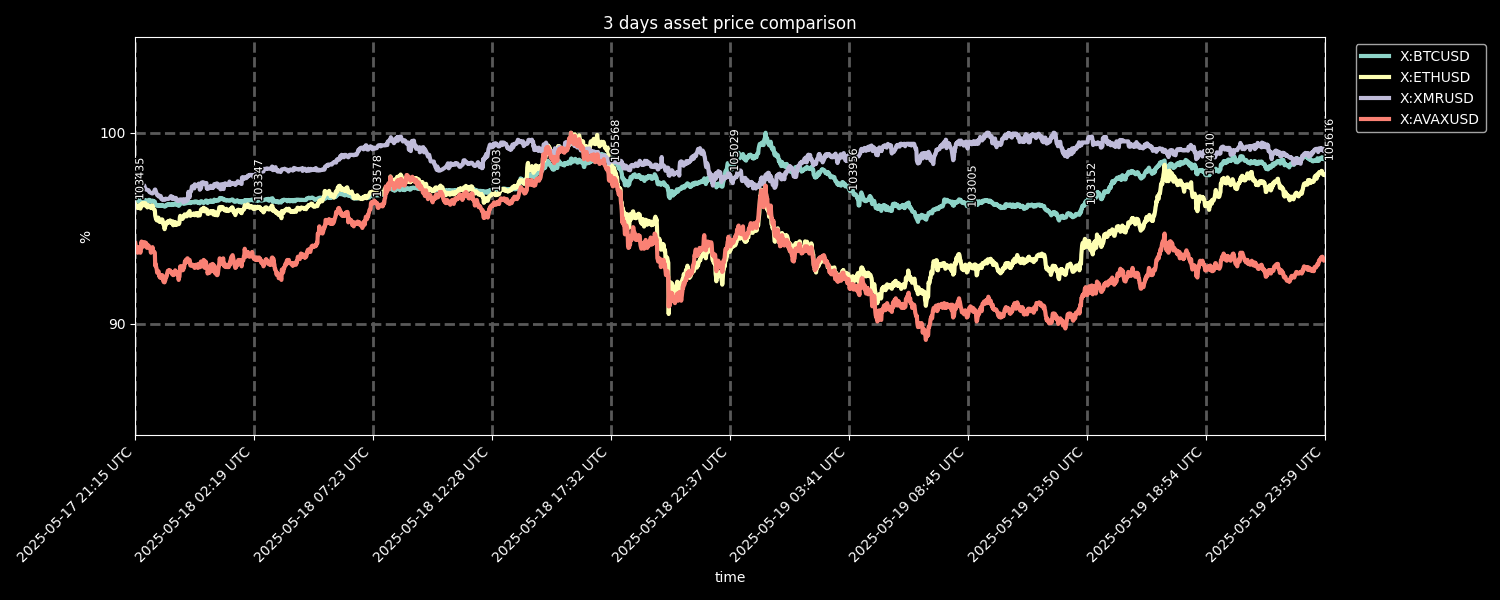 3 days asset price comparison
X:BTCUSD
X:ETHUSD
X:XMRUSD
X:AVAXUSD
100
90
%
103435
103347
103578
103903
105568
105029
103956
103005
103152
104810
105616
2025-05-17 21:15 UTC
2025-05-18 02:19 UTC
2025-05-18 07:23 UTC
2025-05-18 12:28 UTC
2025-05-18 17:32 UTC
2025-05-18 22:37 UTC
2025-05-19 03:41 UTC
2025-05-19 08:45 UTC
2025-05-19 13:50 UTC
2025-05-19 18:54 UTC
2025-05-19 23:59 UTC
time